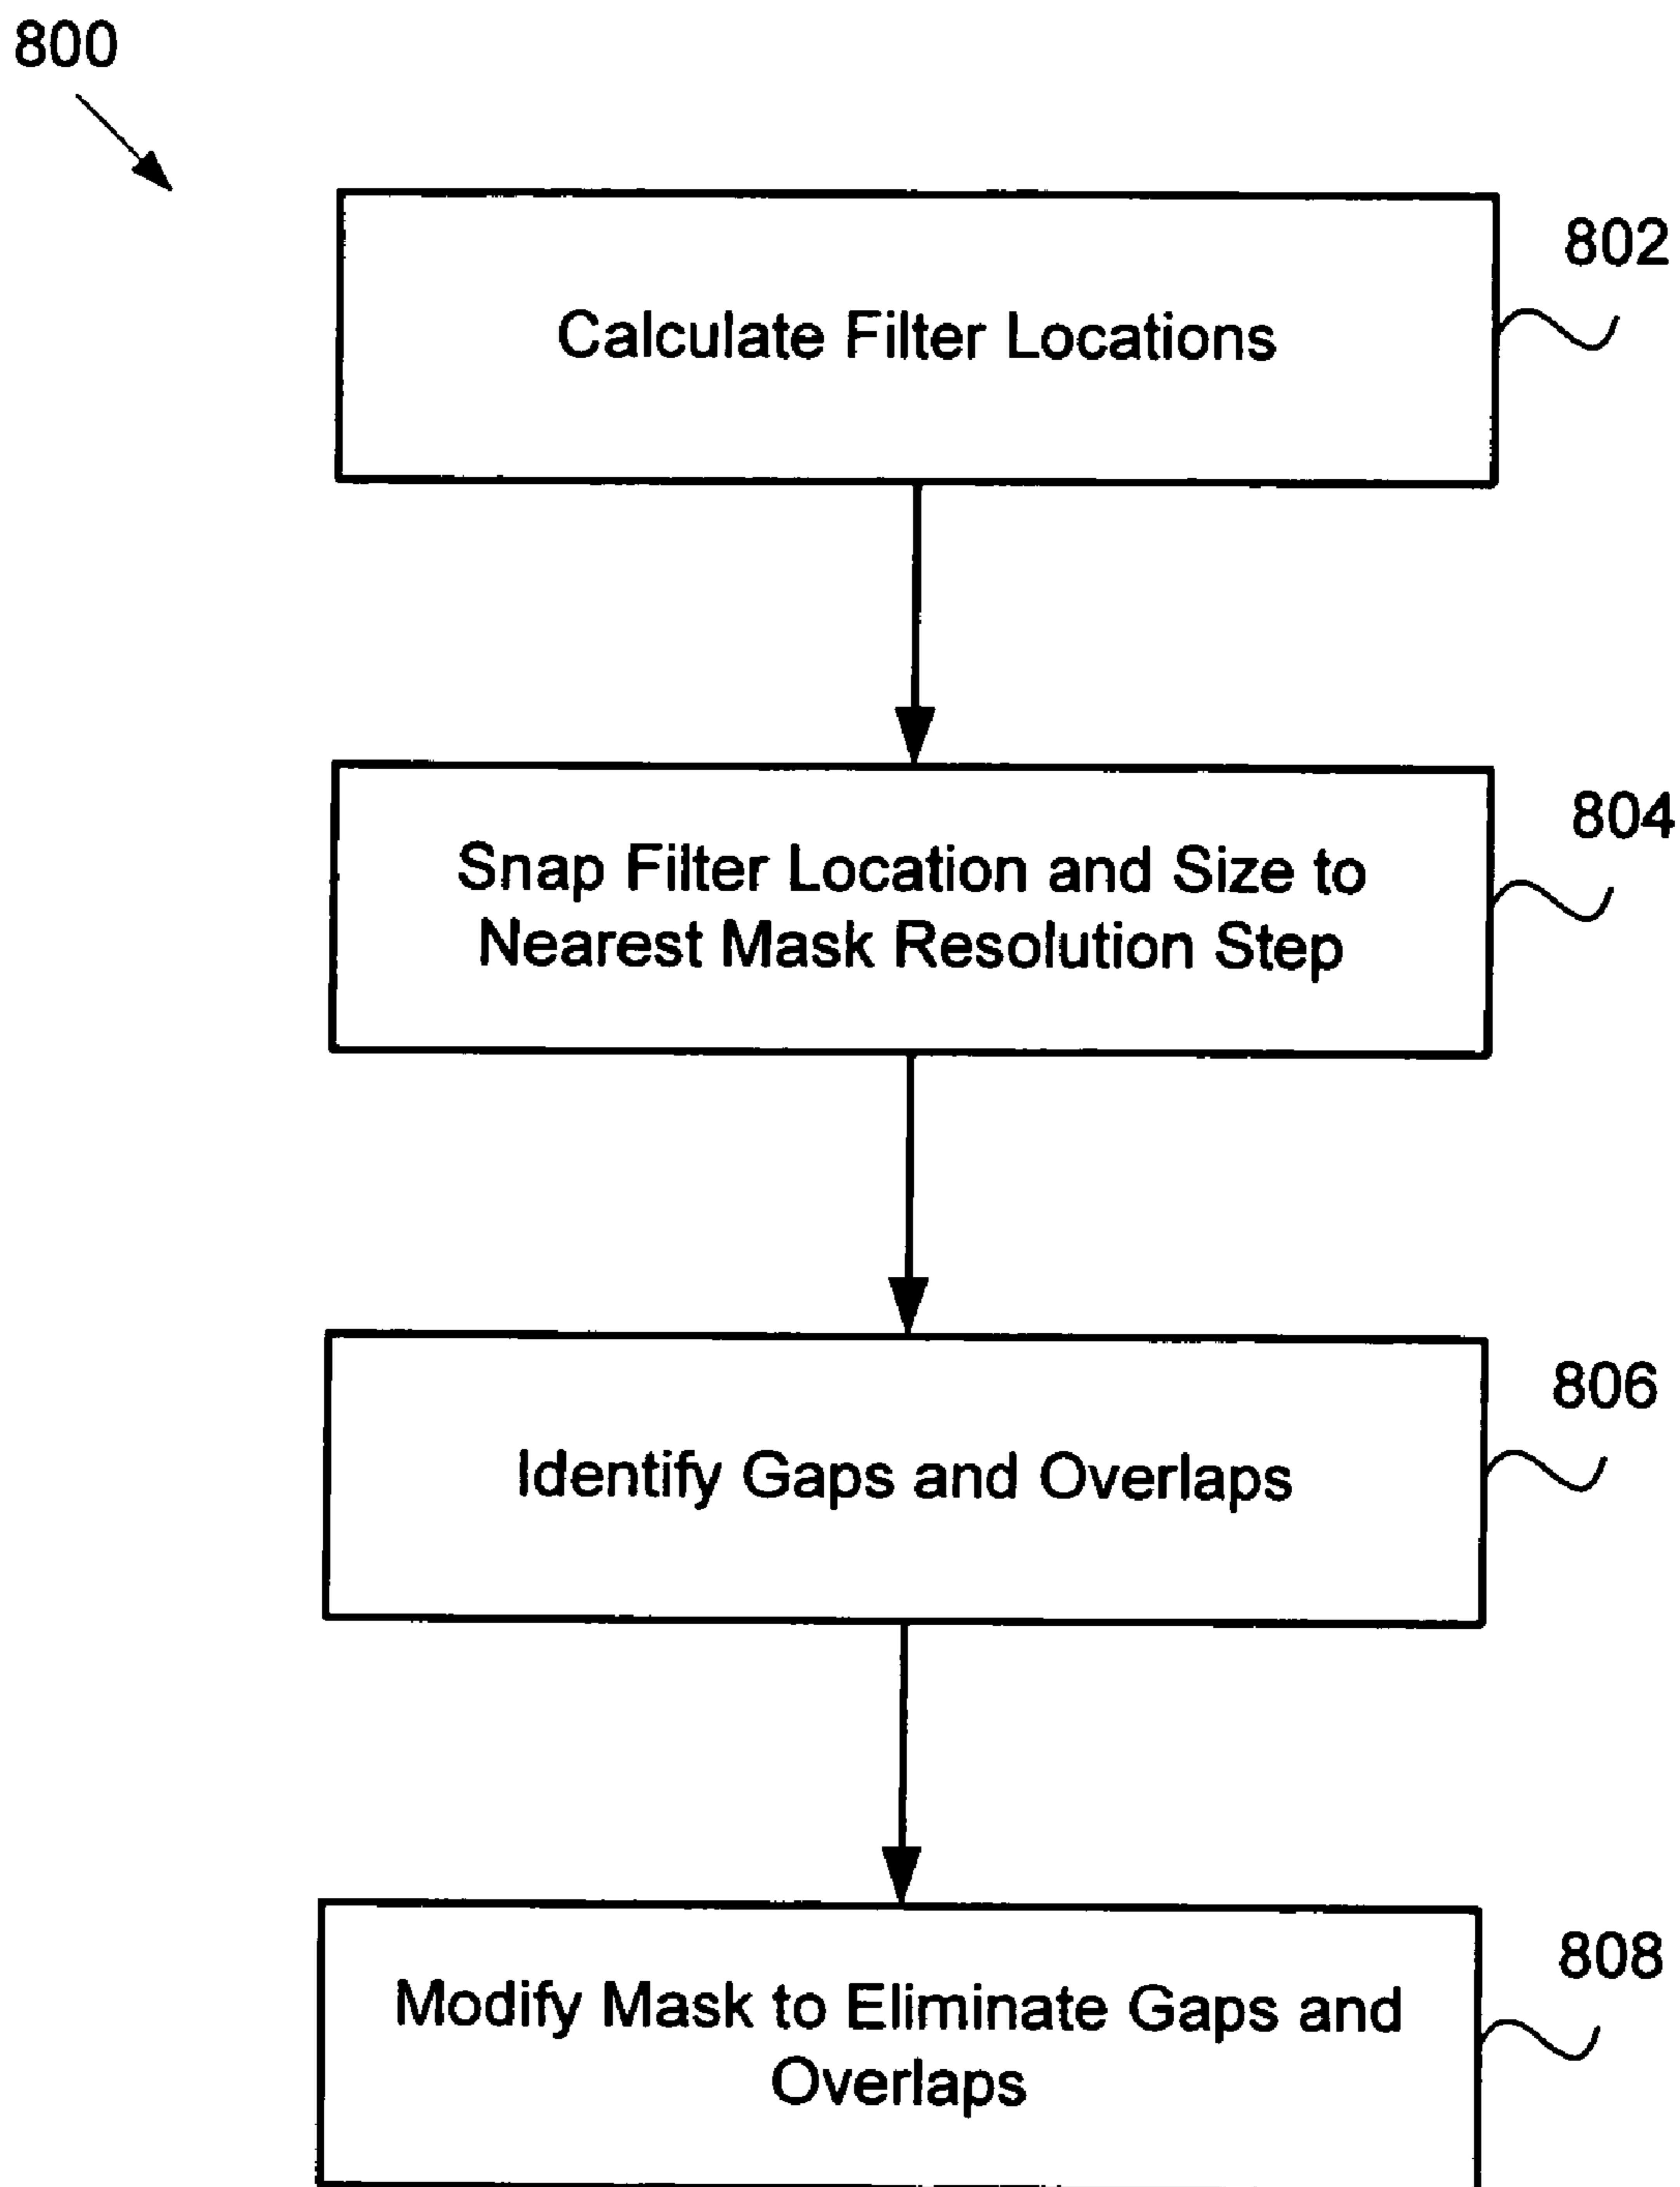 800
802
Calculate Filter Locations
804
Snap Filter Location and Size to
Nearest Mask Resolution Step
806
Identify Gaps and Overlaps
808
Modify Mask to Eliminate Gaps and
Overlaps